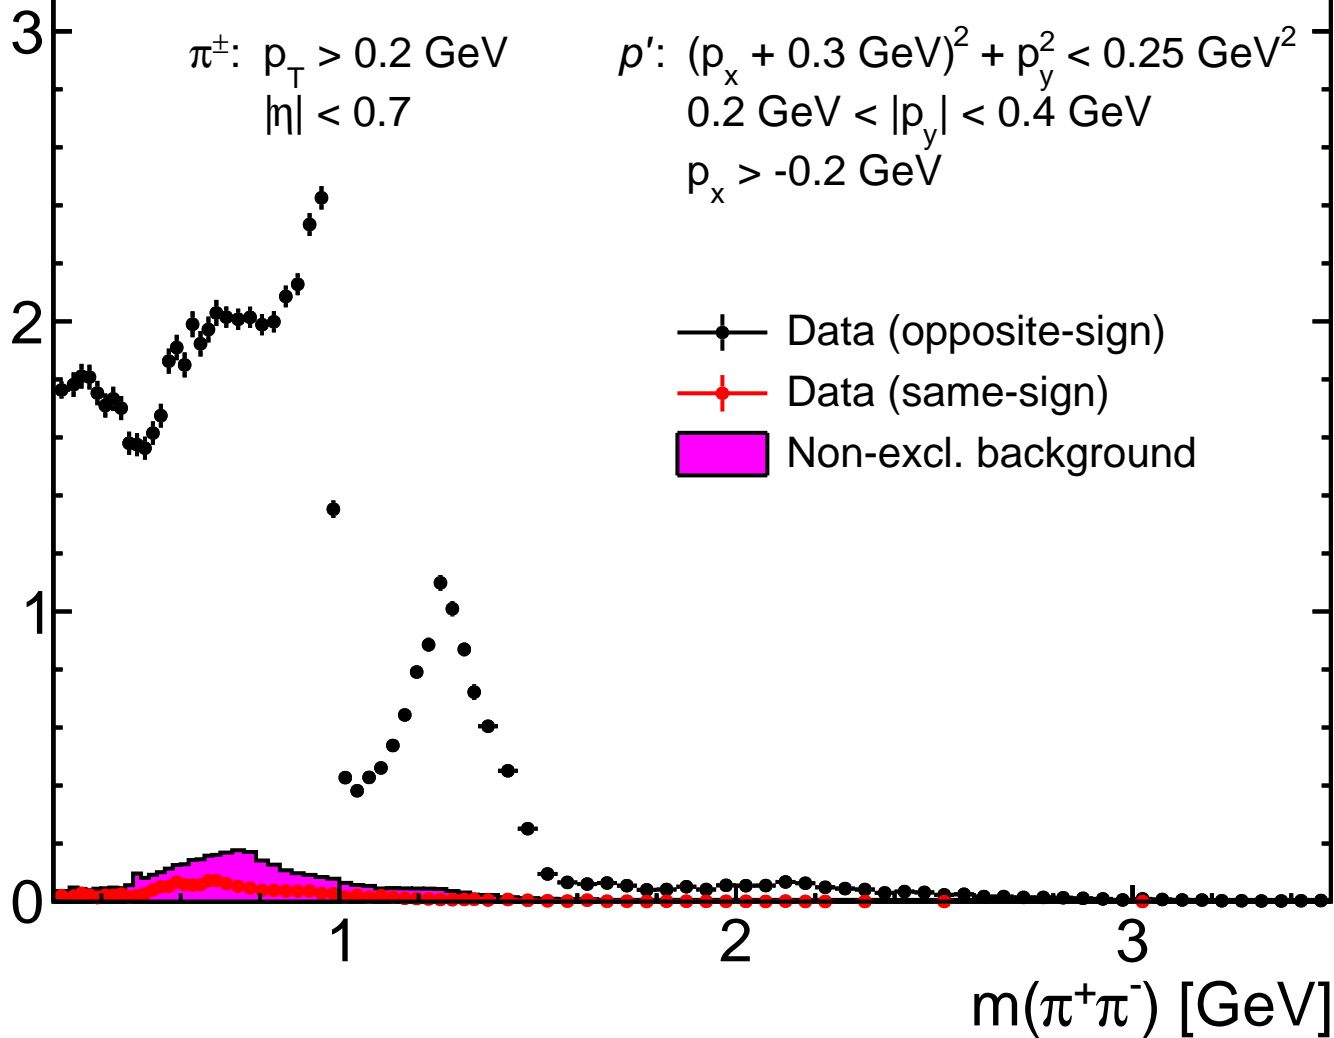 3
π±: pT > 0.2 GeV
|η| < 0.7
p′: (px + 0.3 GeV)2 + py2 < 0.25 GeV2
0.2 GeV < |py| < 0.4 GeV
px > -0.2 GeV
2
Data (opposite-sign)
Data (same-sign)
Non-excl. background
1
0
1 2 3
m(π+π-) [GeV]